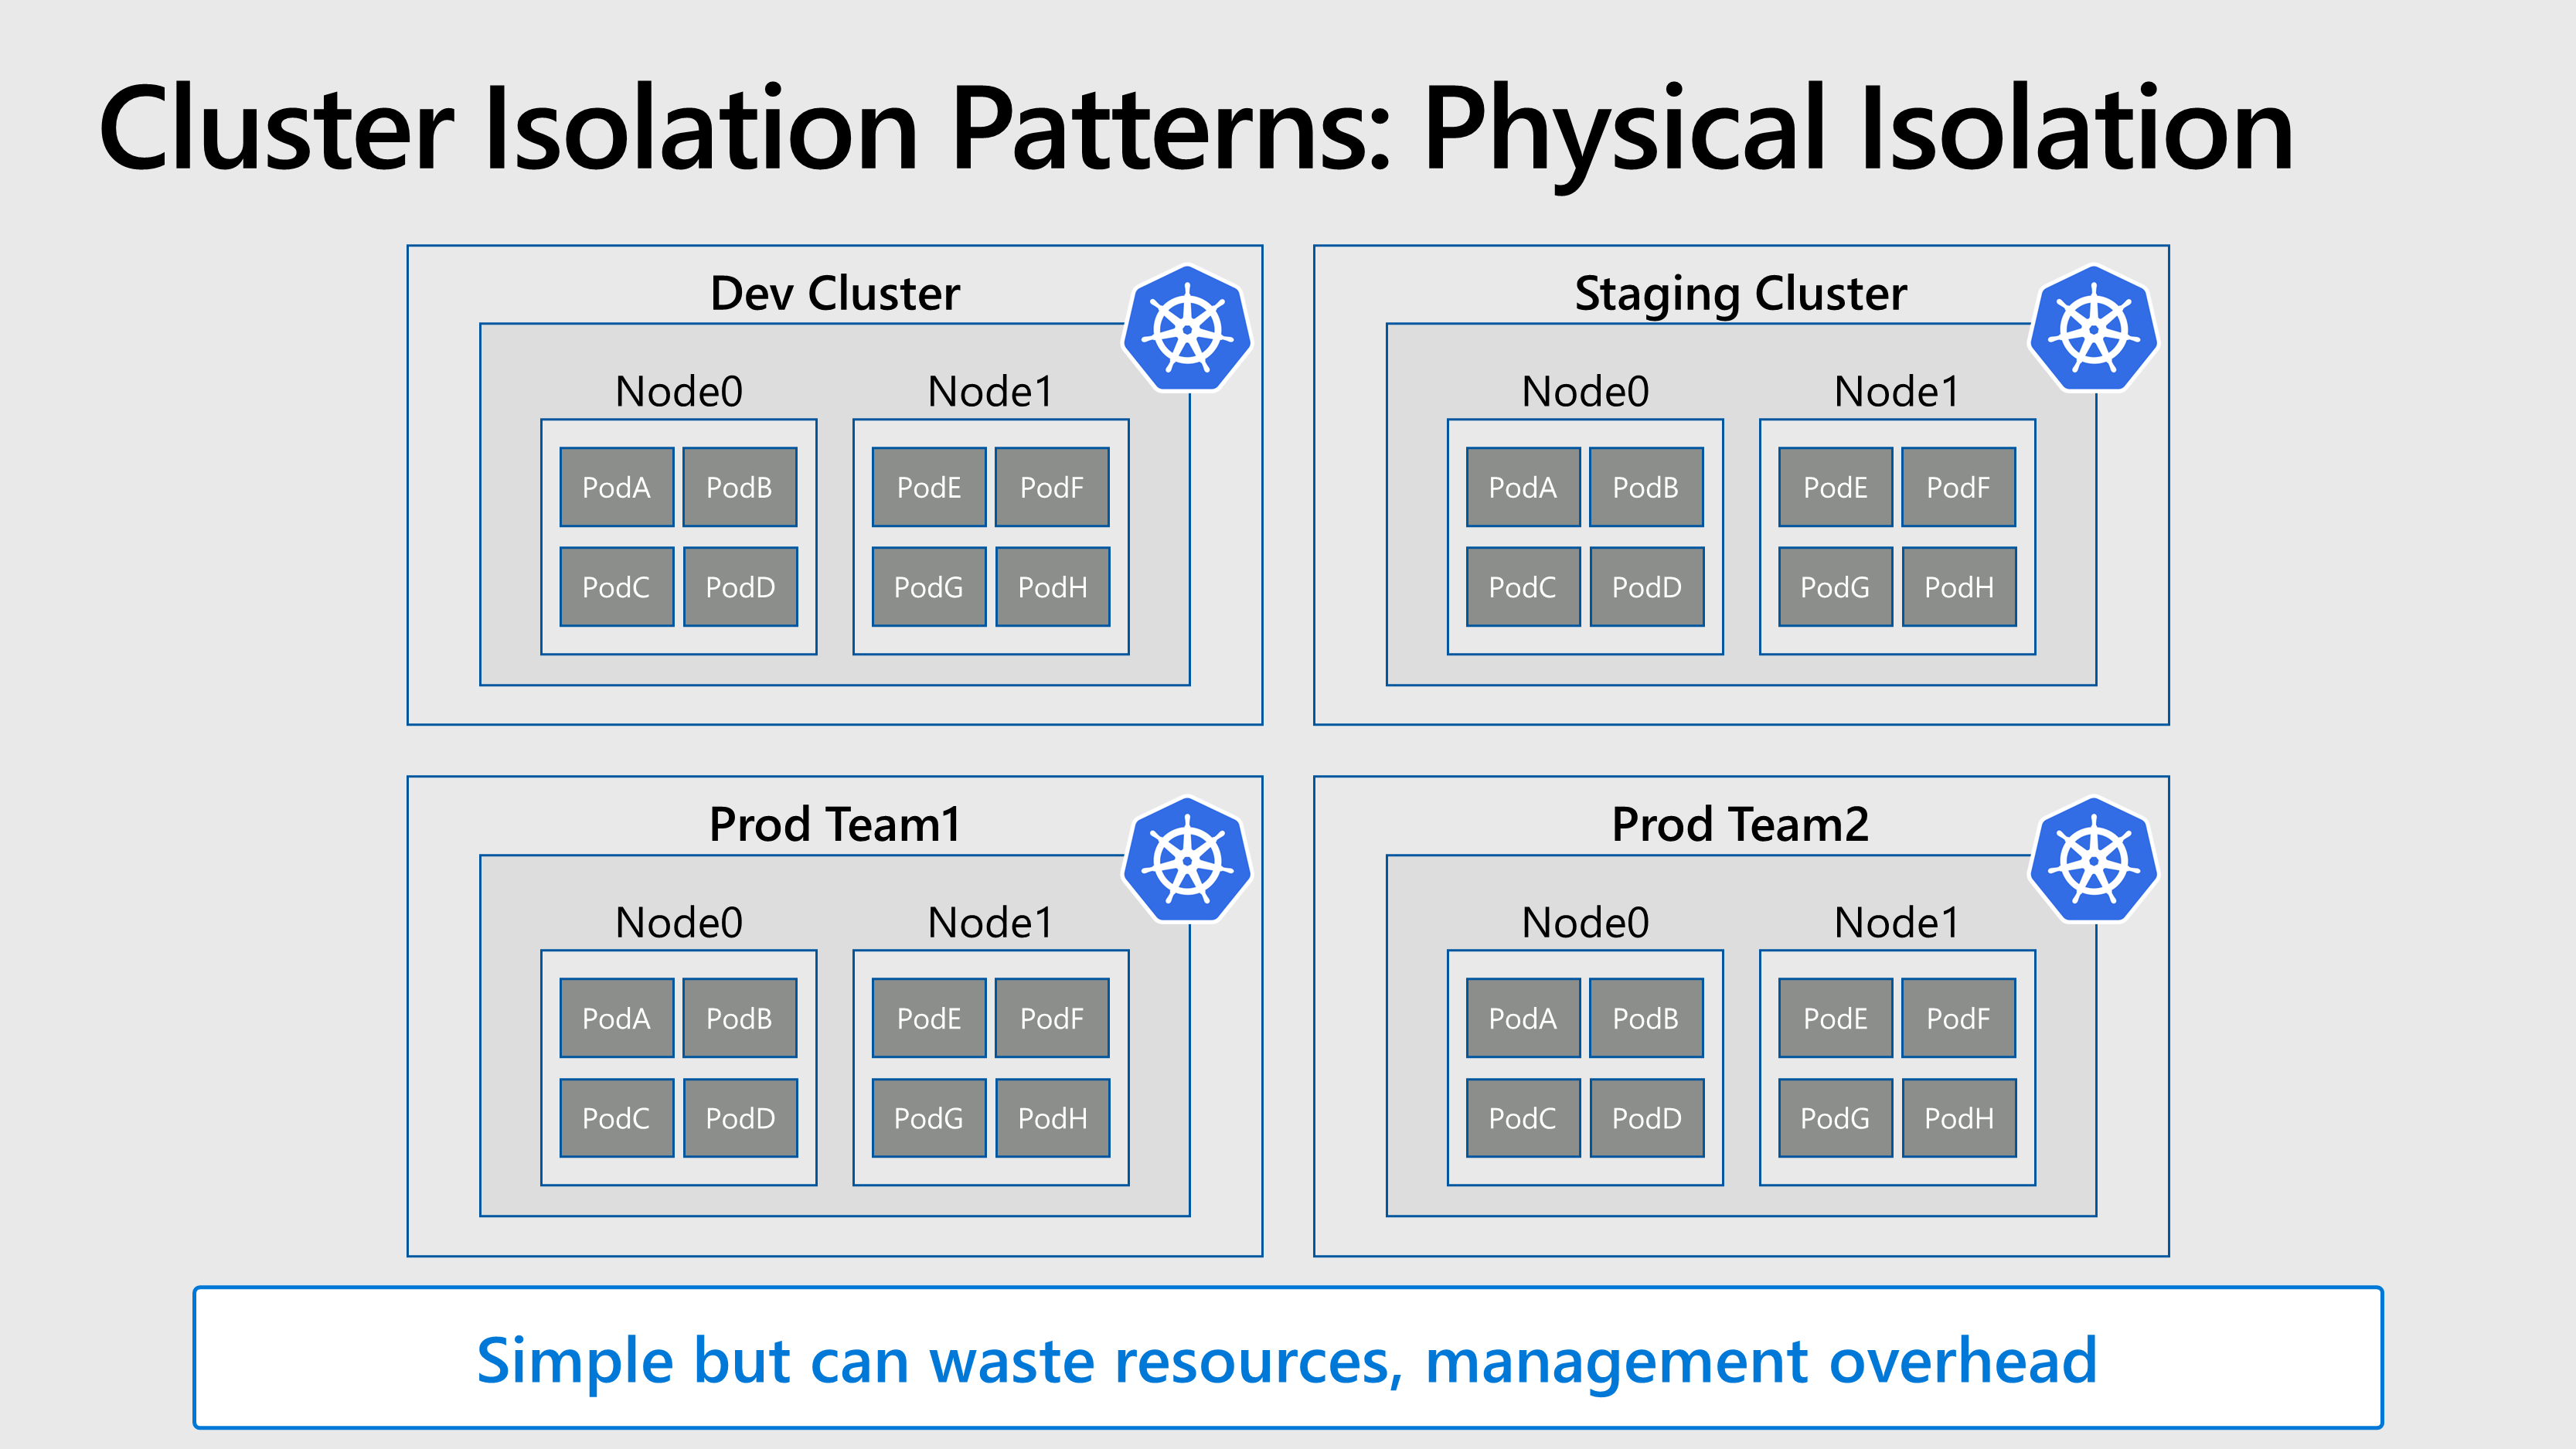 Cluster Isolation Patterns: Physical Isolation
Dev Cluster
Node0
Node1
PodA
PodB
PodE
PodF
PodC
PodD
PodG
PodH
Staging Cluster
Node0
Node1
PodA
PodB
PodE
PodF
PodC
PodD
PodG
PodH
Prod Team1
Node0
Node1
PodA
PodB
PodE
PodF
PodC
PodD
PodG
PodH
Prod Team2
Node0
Node1
PodA
PodB
PodE
PodF
PodC
PodD
PodG
PodH
Simple but can waste resources, management overhead